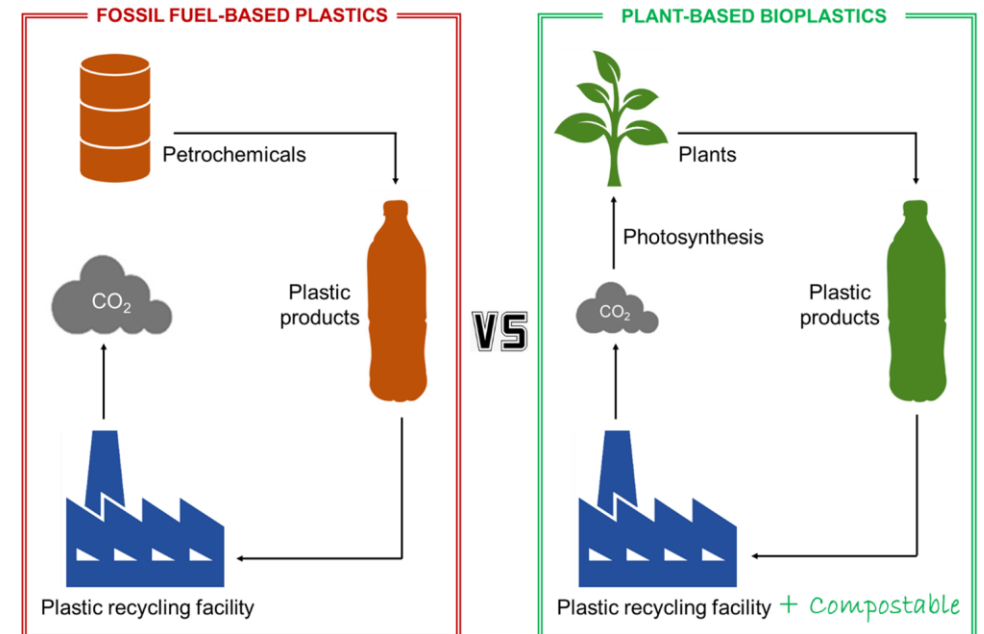 FOSSIL FUEL-BASED PLASTICS
Petrochemicals
CO₂
Plastic
products
Plastic recycling facility
VS
PLANT-BASED BIOPLASTICS
Plants
Photosynthesis
CO₂
Plastic
products
Plastic recycling facility + Compostable